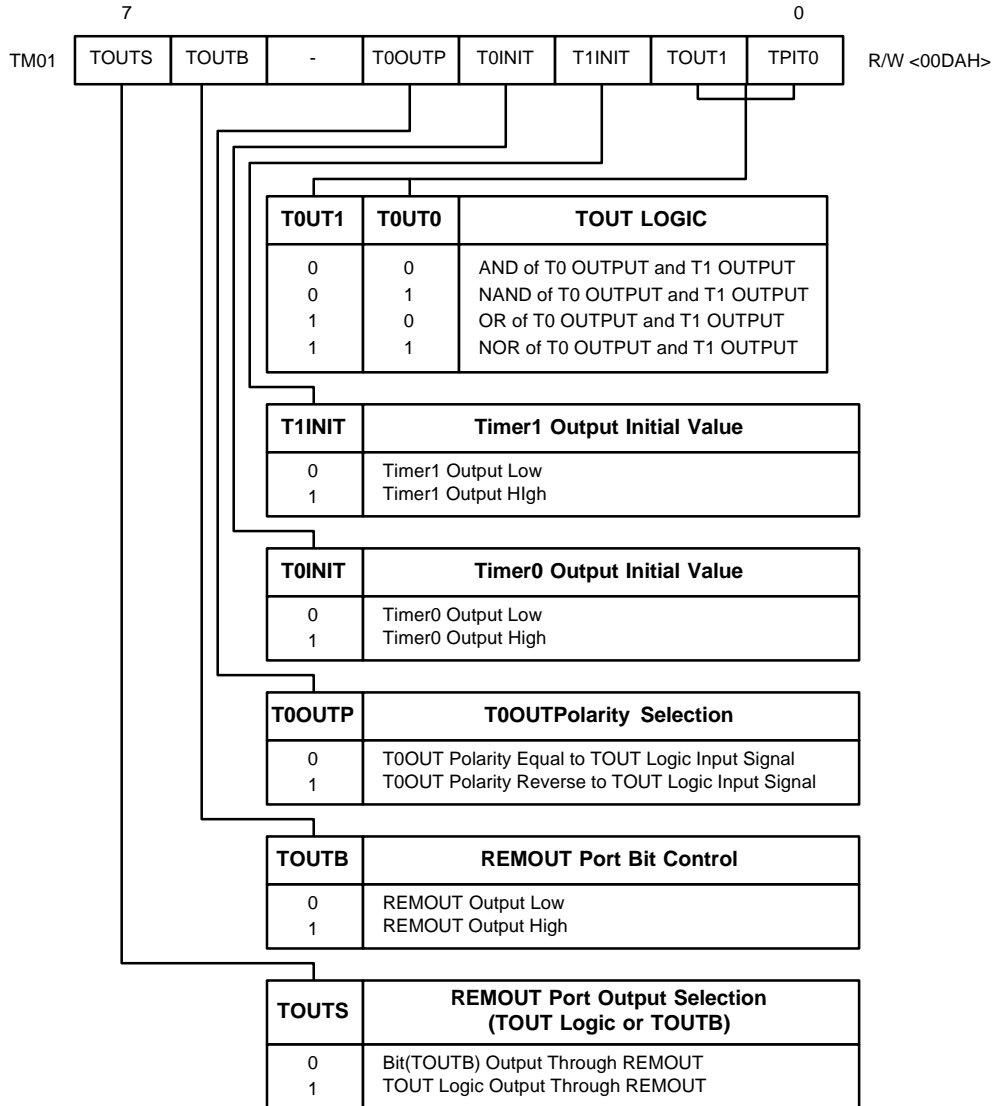 7 0
TM01 TOUTS TOUTB - T0OUTP T0INIT T1INIT TOUT1 TPIT0 R/W <00DAH>
T0UT1 T0UT0 TOUT LOGIC
0 0 AND of T0 OUTPUT and T1 OUTPUT
0 1 NAND of T0 OUTPUT and T1 OUTPUT
1 0 OR of T0 OUTPUT and T1 OUTPUT
1 1 NOR of T0 OUTPUT and T1 OUTPUT
T1INIT Timer1 Output Initial Value
0 Timer1 Output Low
1 Timer1 Output HIgh
T0INIT Timer0 Output Initial Value
0 Timer0 Output Low
1 Timer0 Output High
T0OUTP T0OUTPolarity Selection
0 T0OUT Polarity Equal to TOUT Logic Input Signal
1 T0OUT Polarity Reverse to TOUT Logic Input Signal
TOUTB REMOUT Port Bit Control
0 REMOUT Output Low
1 REMOUT Output High
TOUTS REMOUT Port Output Selection
(TOUT Logic or TOUTB)
0 Bit(TOUTB) Output Through REMOUT
1 TOUT Logic Output Through REMOUT